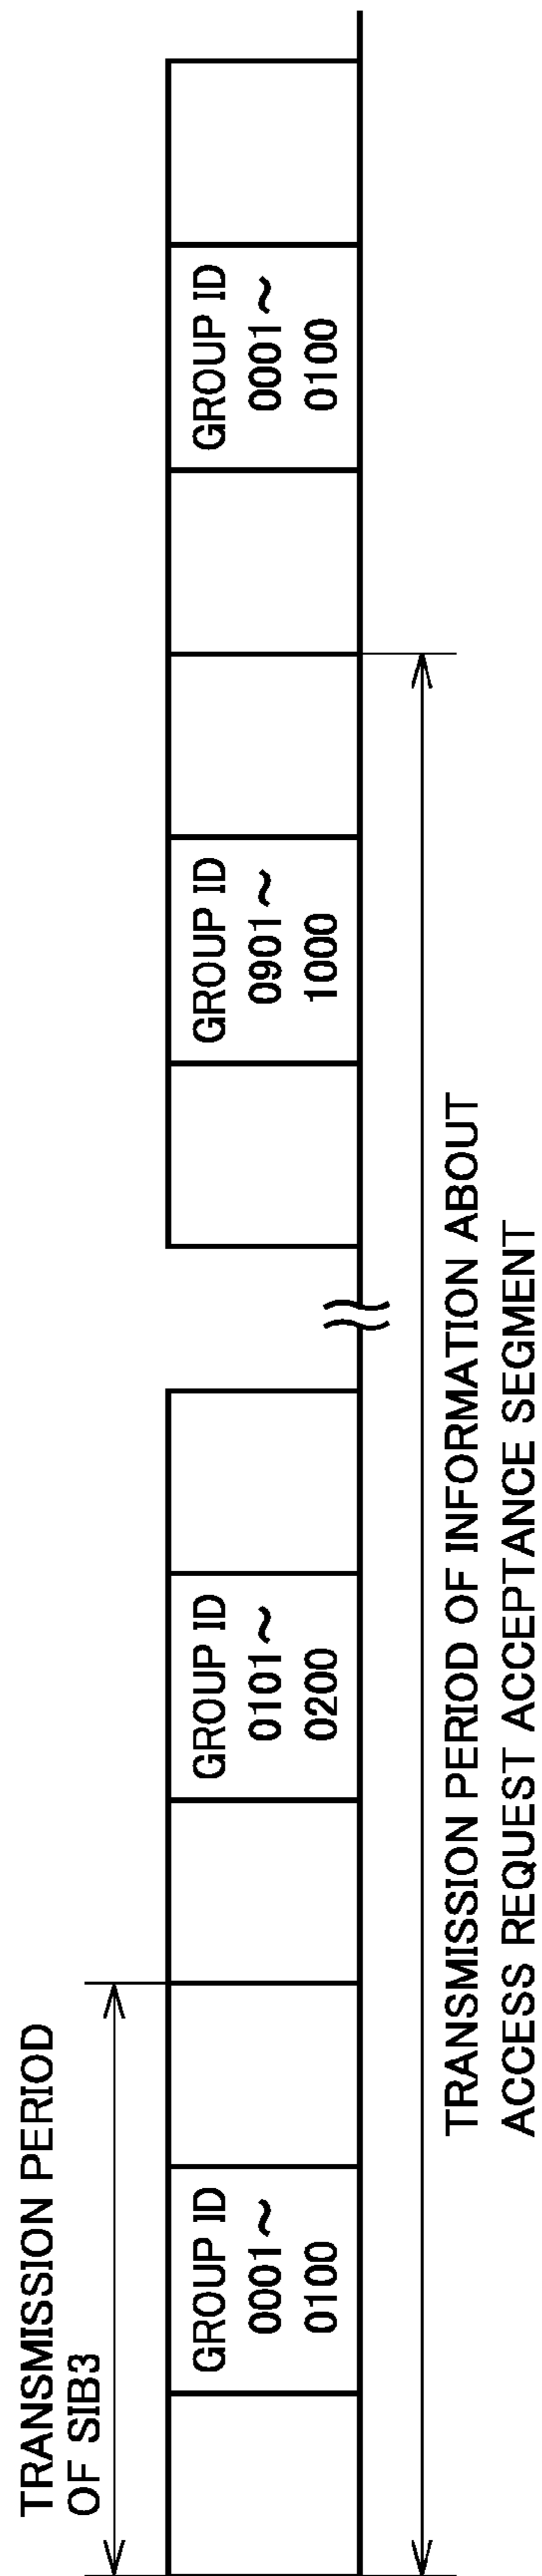 TRANSMISSION PERIOD
OF SIB3
GROUP ID
0001~
0100
GROUP ID
0101~
0200
GROUP ID
0901~
1000
GROUP ID
0001~
0100
TRANSMISSION PERIOD OF INFORMATION ABOUT
ACCESS REQUEST ACCEPTANCE SEGMENT